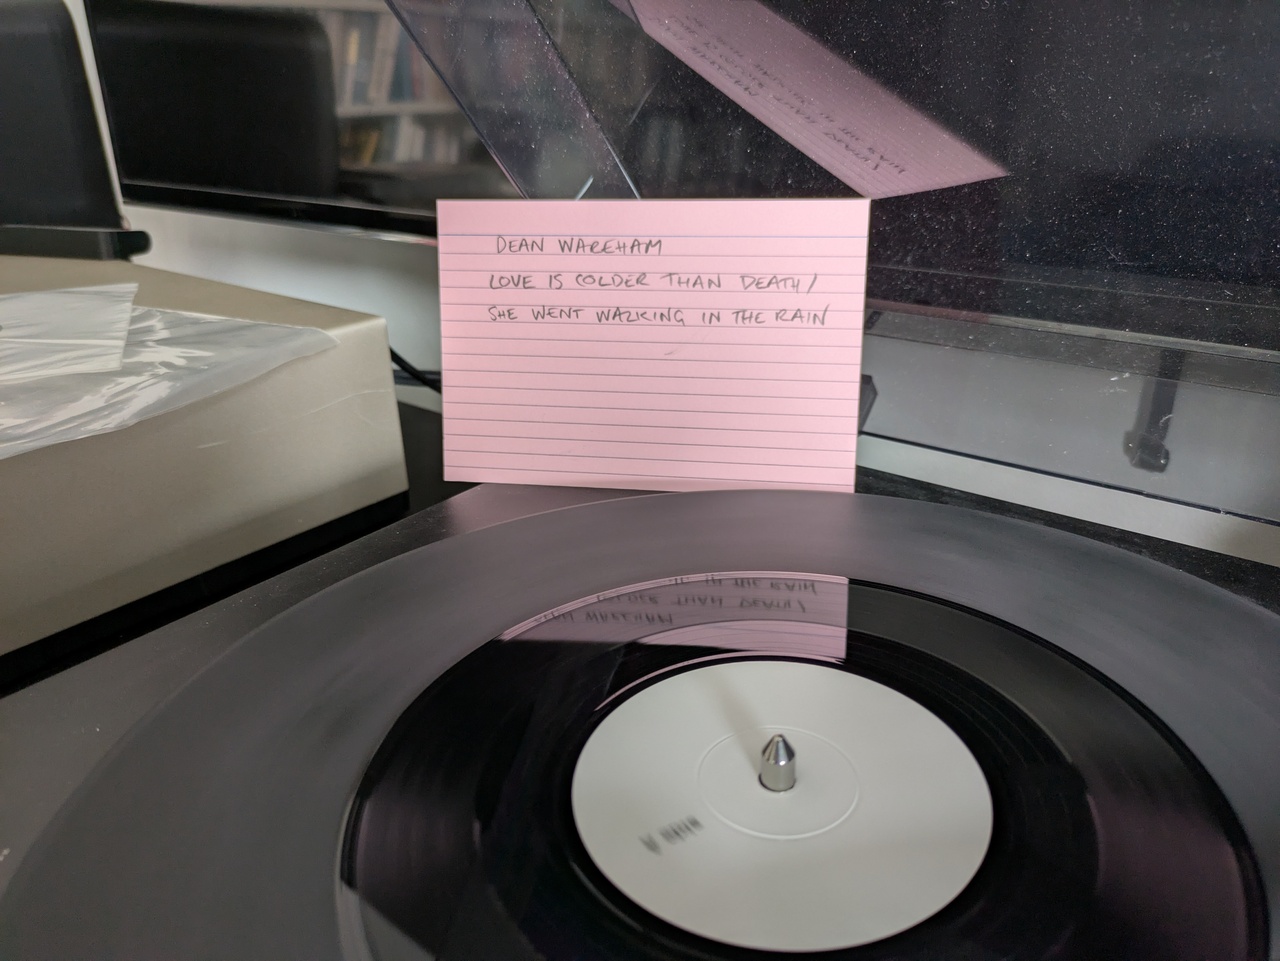 DEAN WAREHAM
LOVE IS COLDER THAN DEATH/
SHE WENT WALKING IN THE RAIN